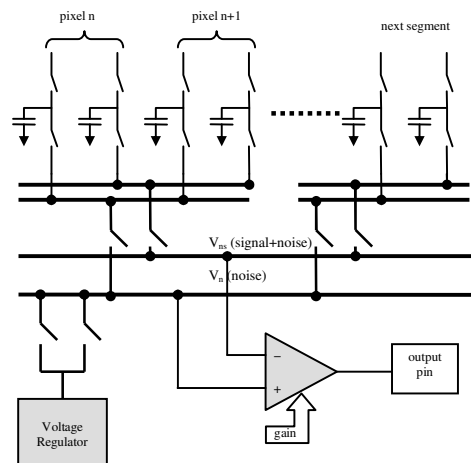 pixel n
pixel n+1
next segment
Vns (signal+noise)
Vn (noise)
−
+
output
pin
gain
Voltage
Regulator